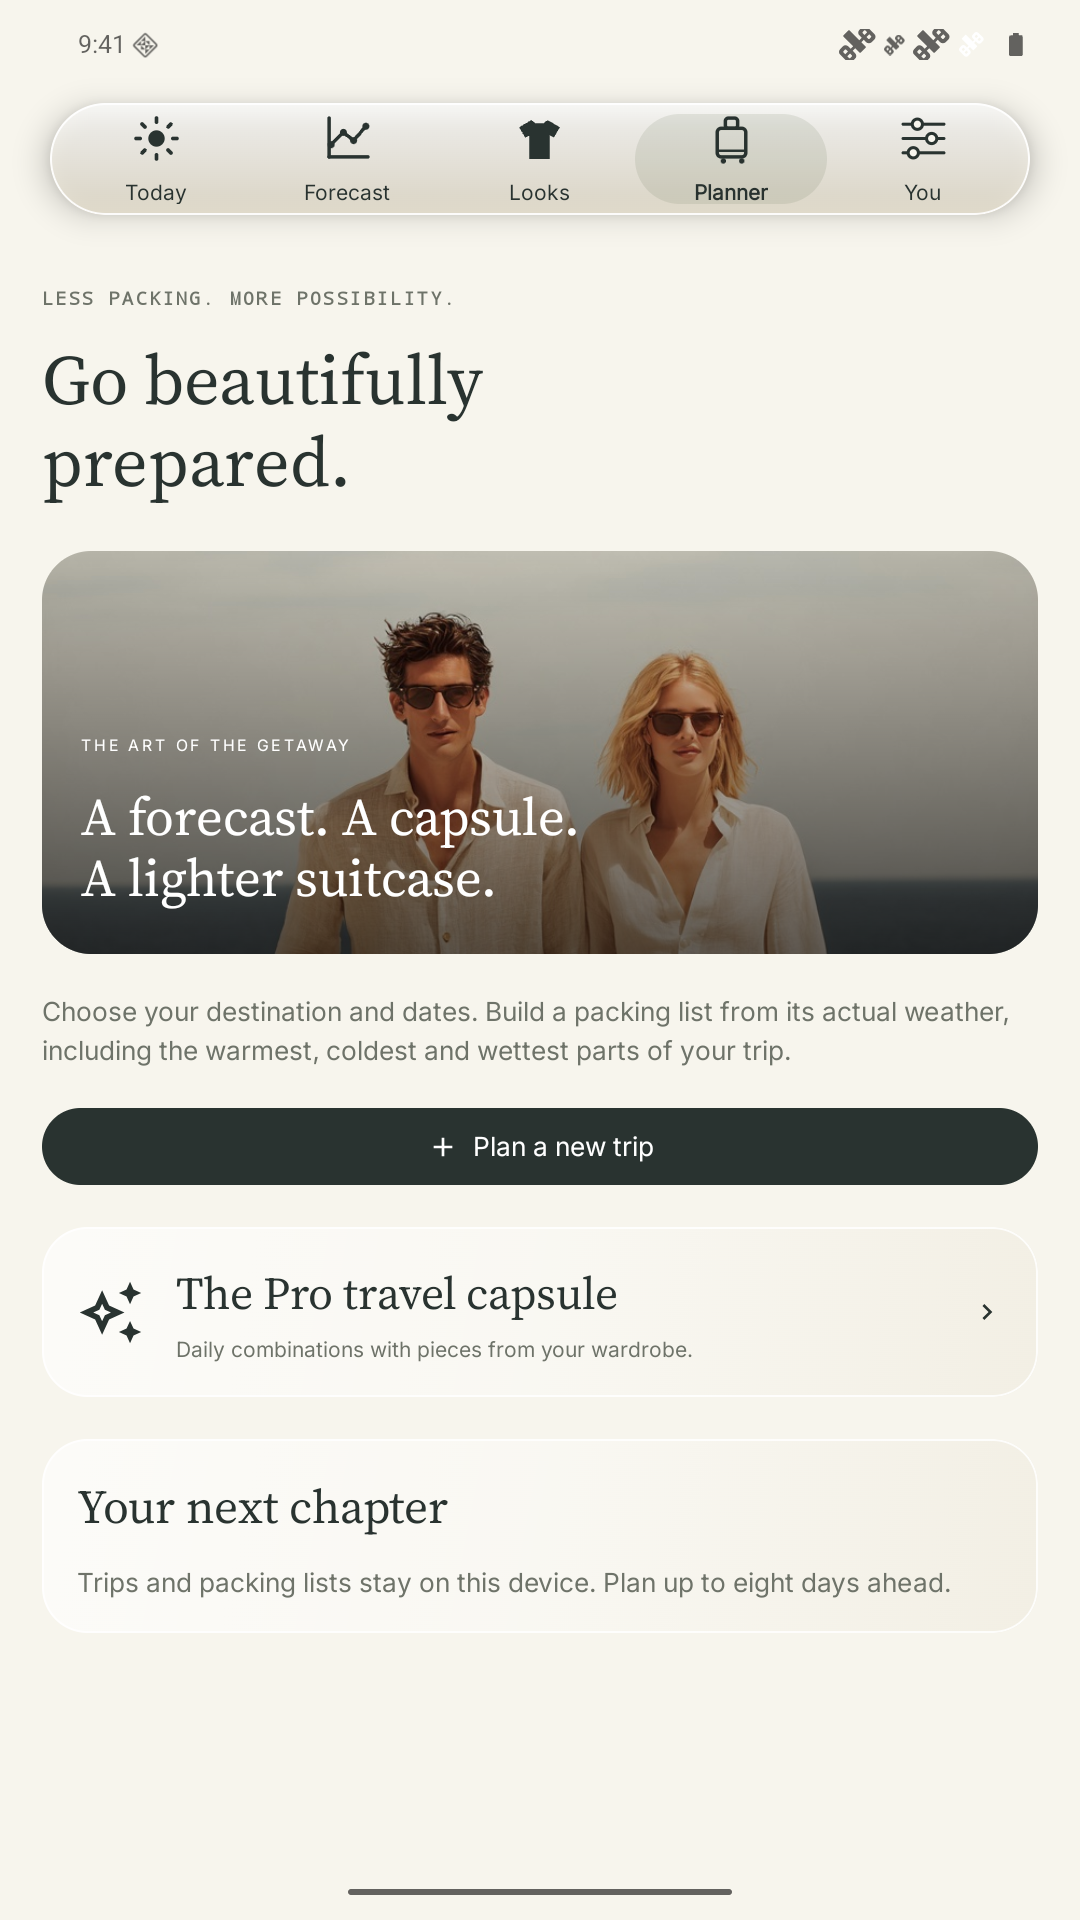 9:41
Today
Forecast
Looks
Planner
You
LESS PACKING. MORE POSSIBILITY.
Go beautifully
prepared.
THE ART OF THE GETAWAY
A forecast. A capsule.
A lighter suitcase.
Choose your destination and dates. Build a packing list from its actual weather,
including the warmest, coldest and wettest parts of your trip.
+ Plan a new trip
The Pro travel capsule
Daily combinations with pieces from your wardrobe.
Your next chapter
Trips and packing lists stay on this device. Plan up to eight days ahead.